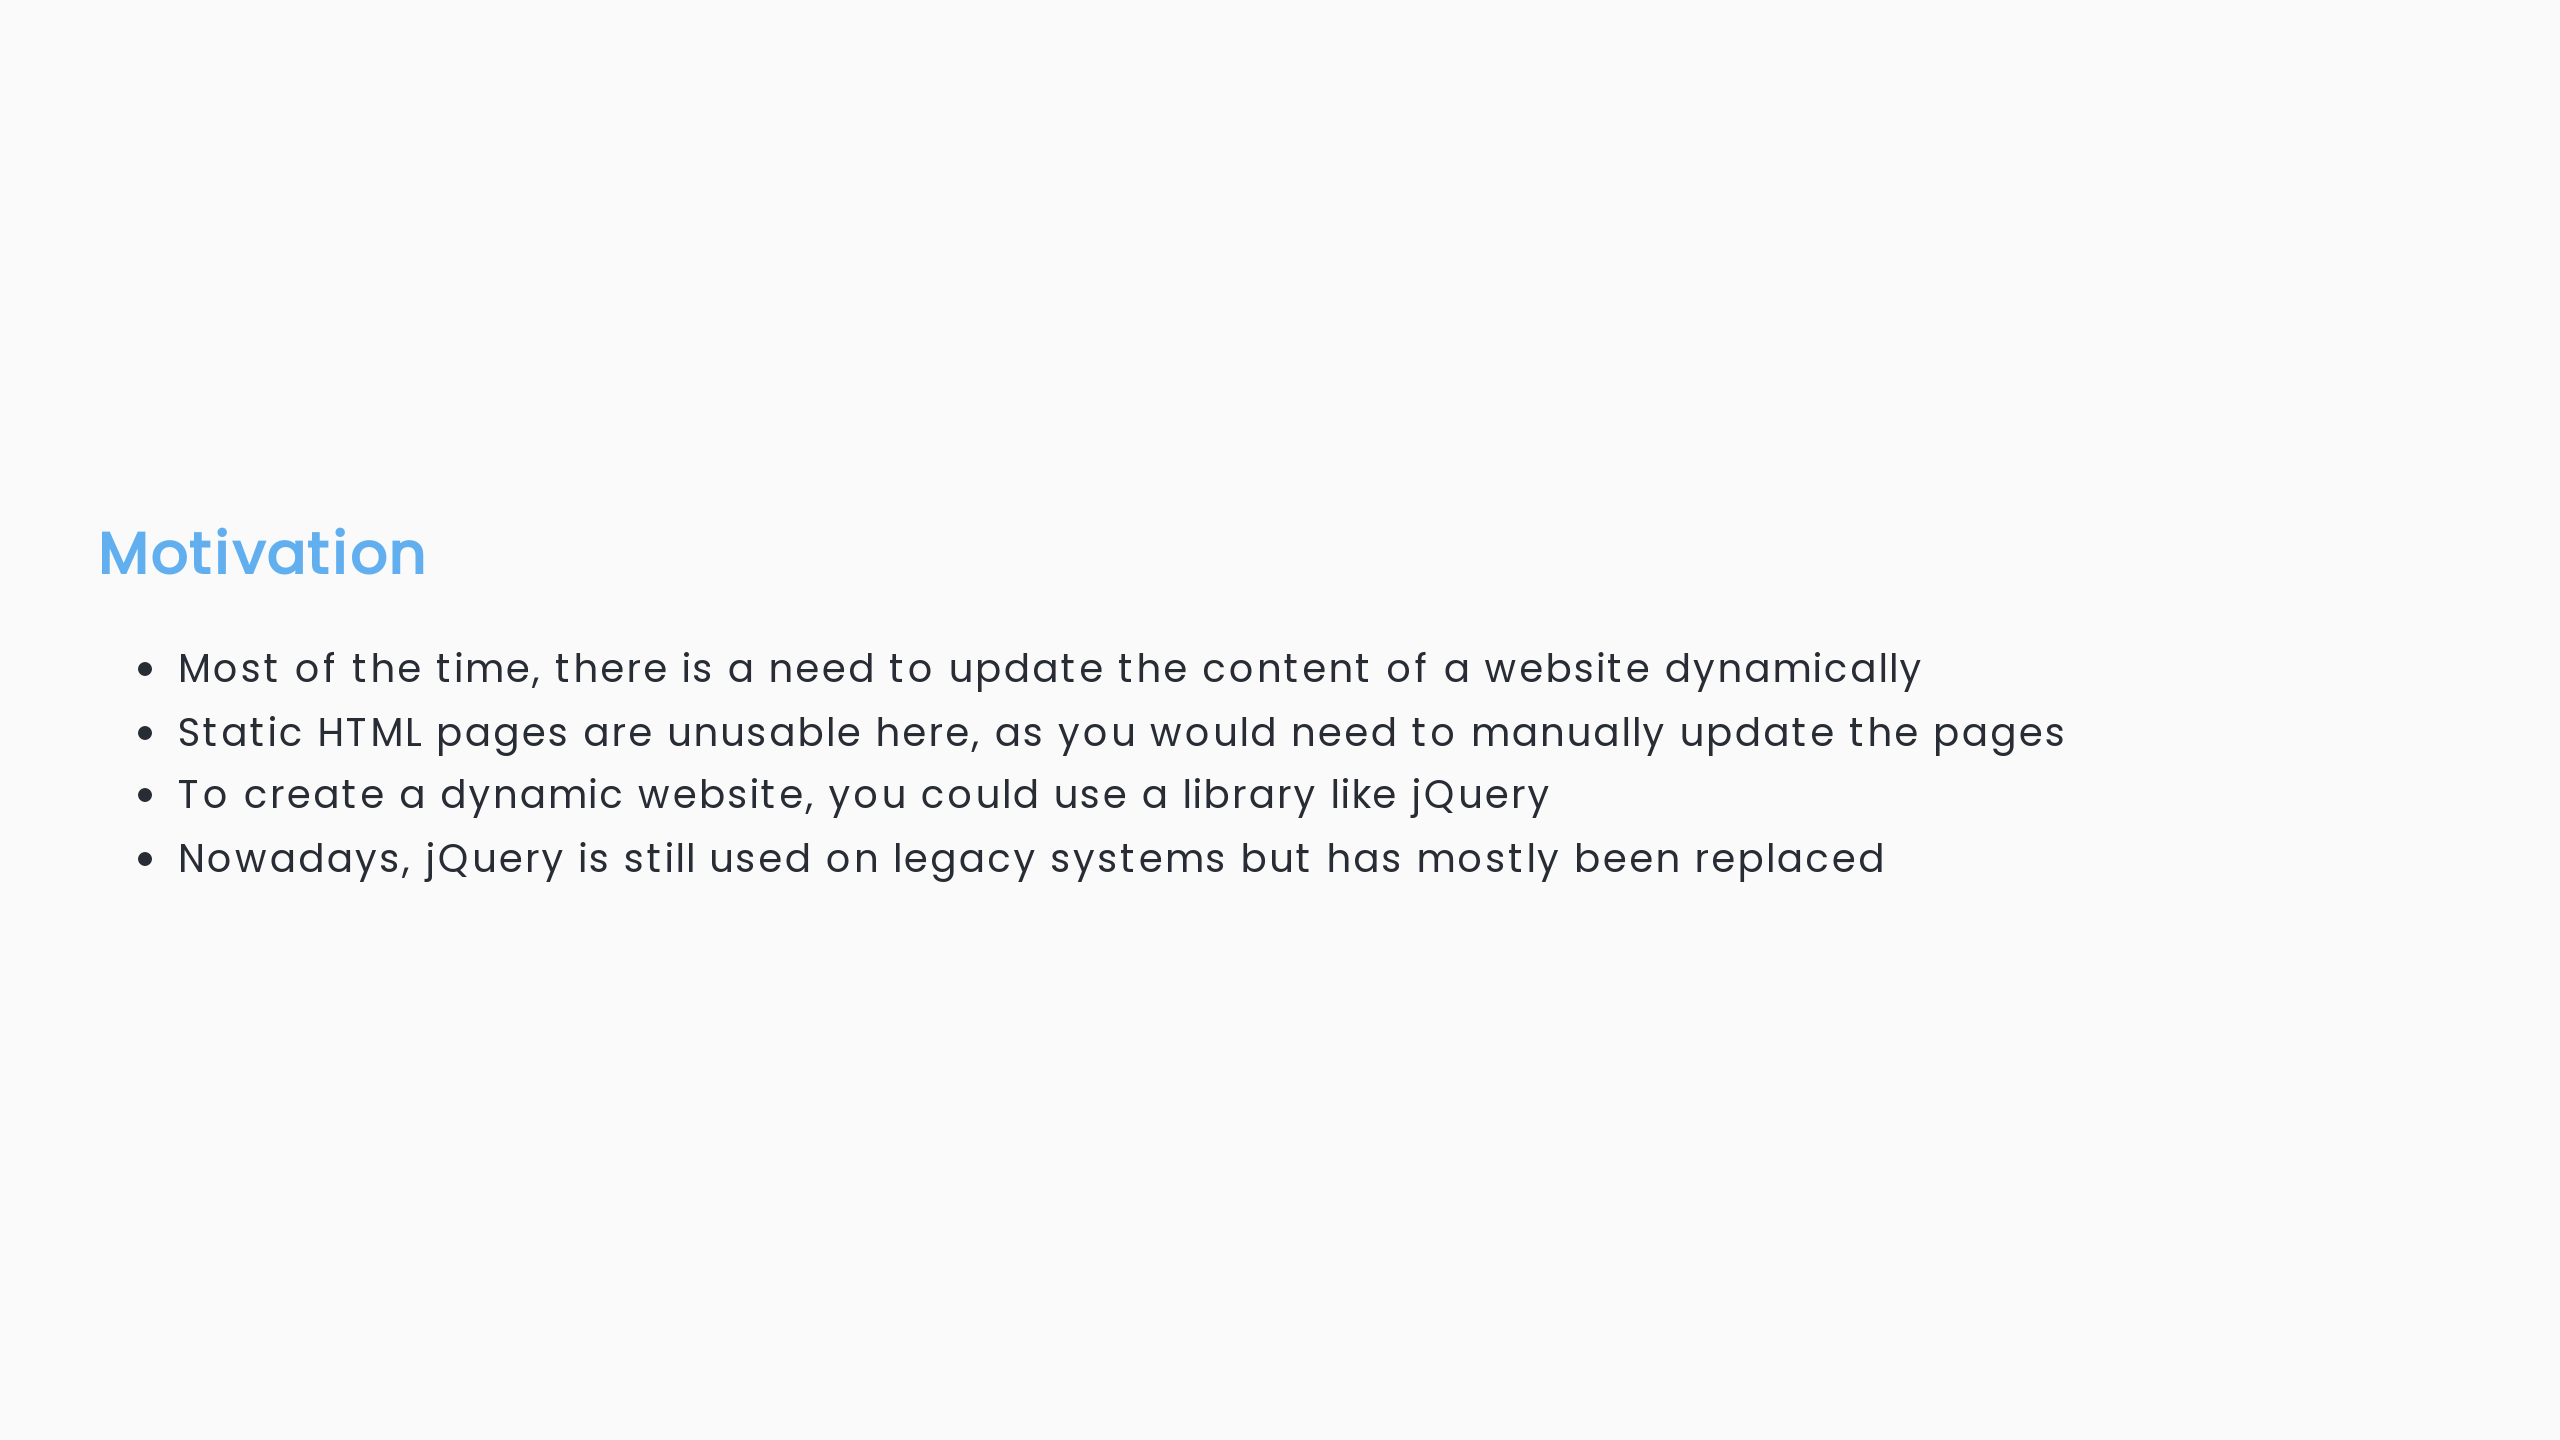 Motivation
• Most of the time, there is a need to update the content of a website dynamically
• Static HTML pages are unusable here, as you would need to manually update the pages
• To create a dynamic website, you could use a library like jQuery
• Nowadays, jQuery is still used on legacy systems but has mostly been replaced